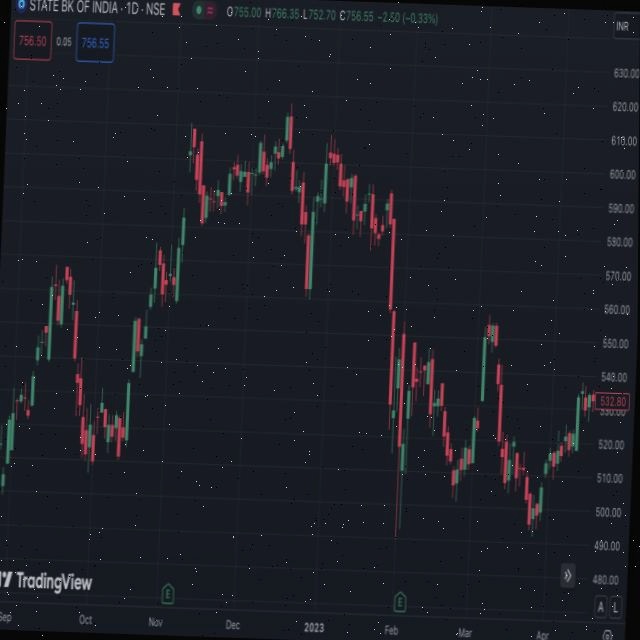 STATE BK OF INDIA · 1D · NSE O755.00 H766.35 L752.70 C756.55 −2.50 (−0.33%) INR
756.50 0.05 756.55
630.00
620.00
610.00
600.00
590.00
580.00
570.00
560.00
550.00
540.00
532.80
530.00
520.00
510.00
500.00
490.00
480.00
TradingView
E E
A L
Sep Oct Nov Dec 2023 Feb Mar Apr